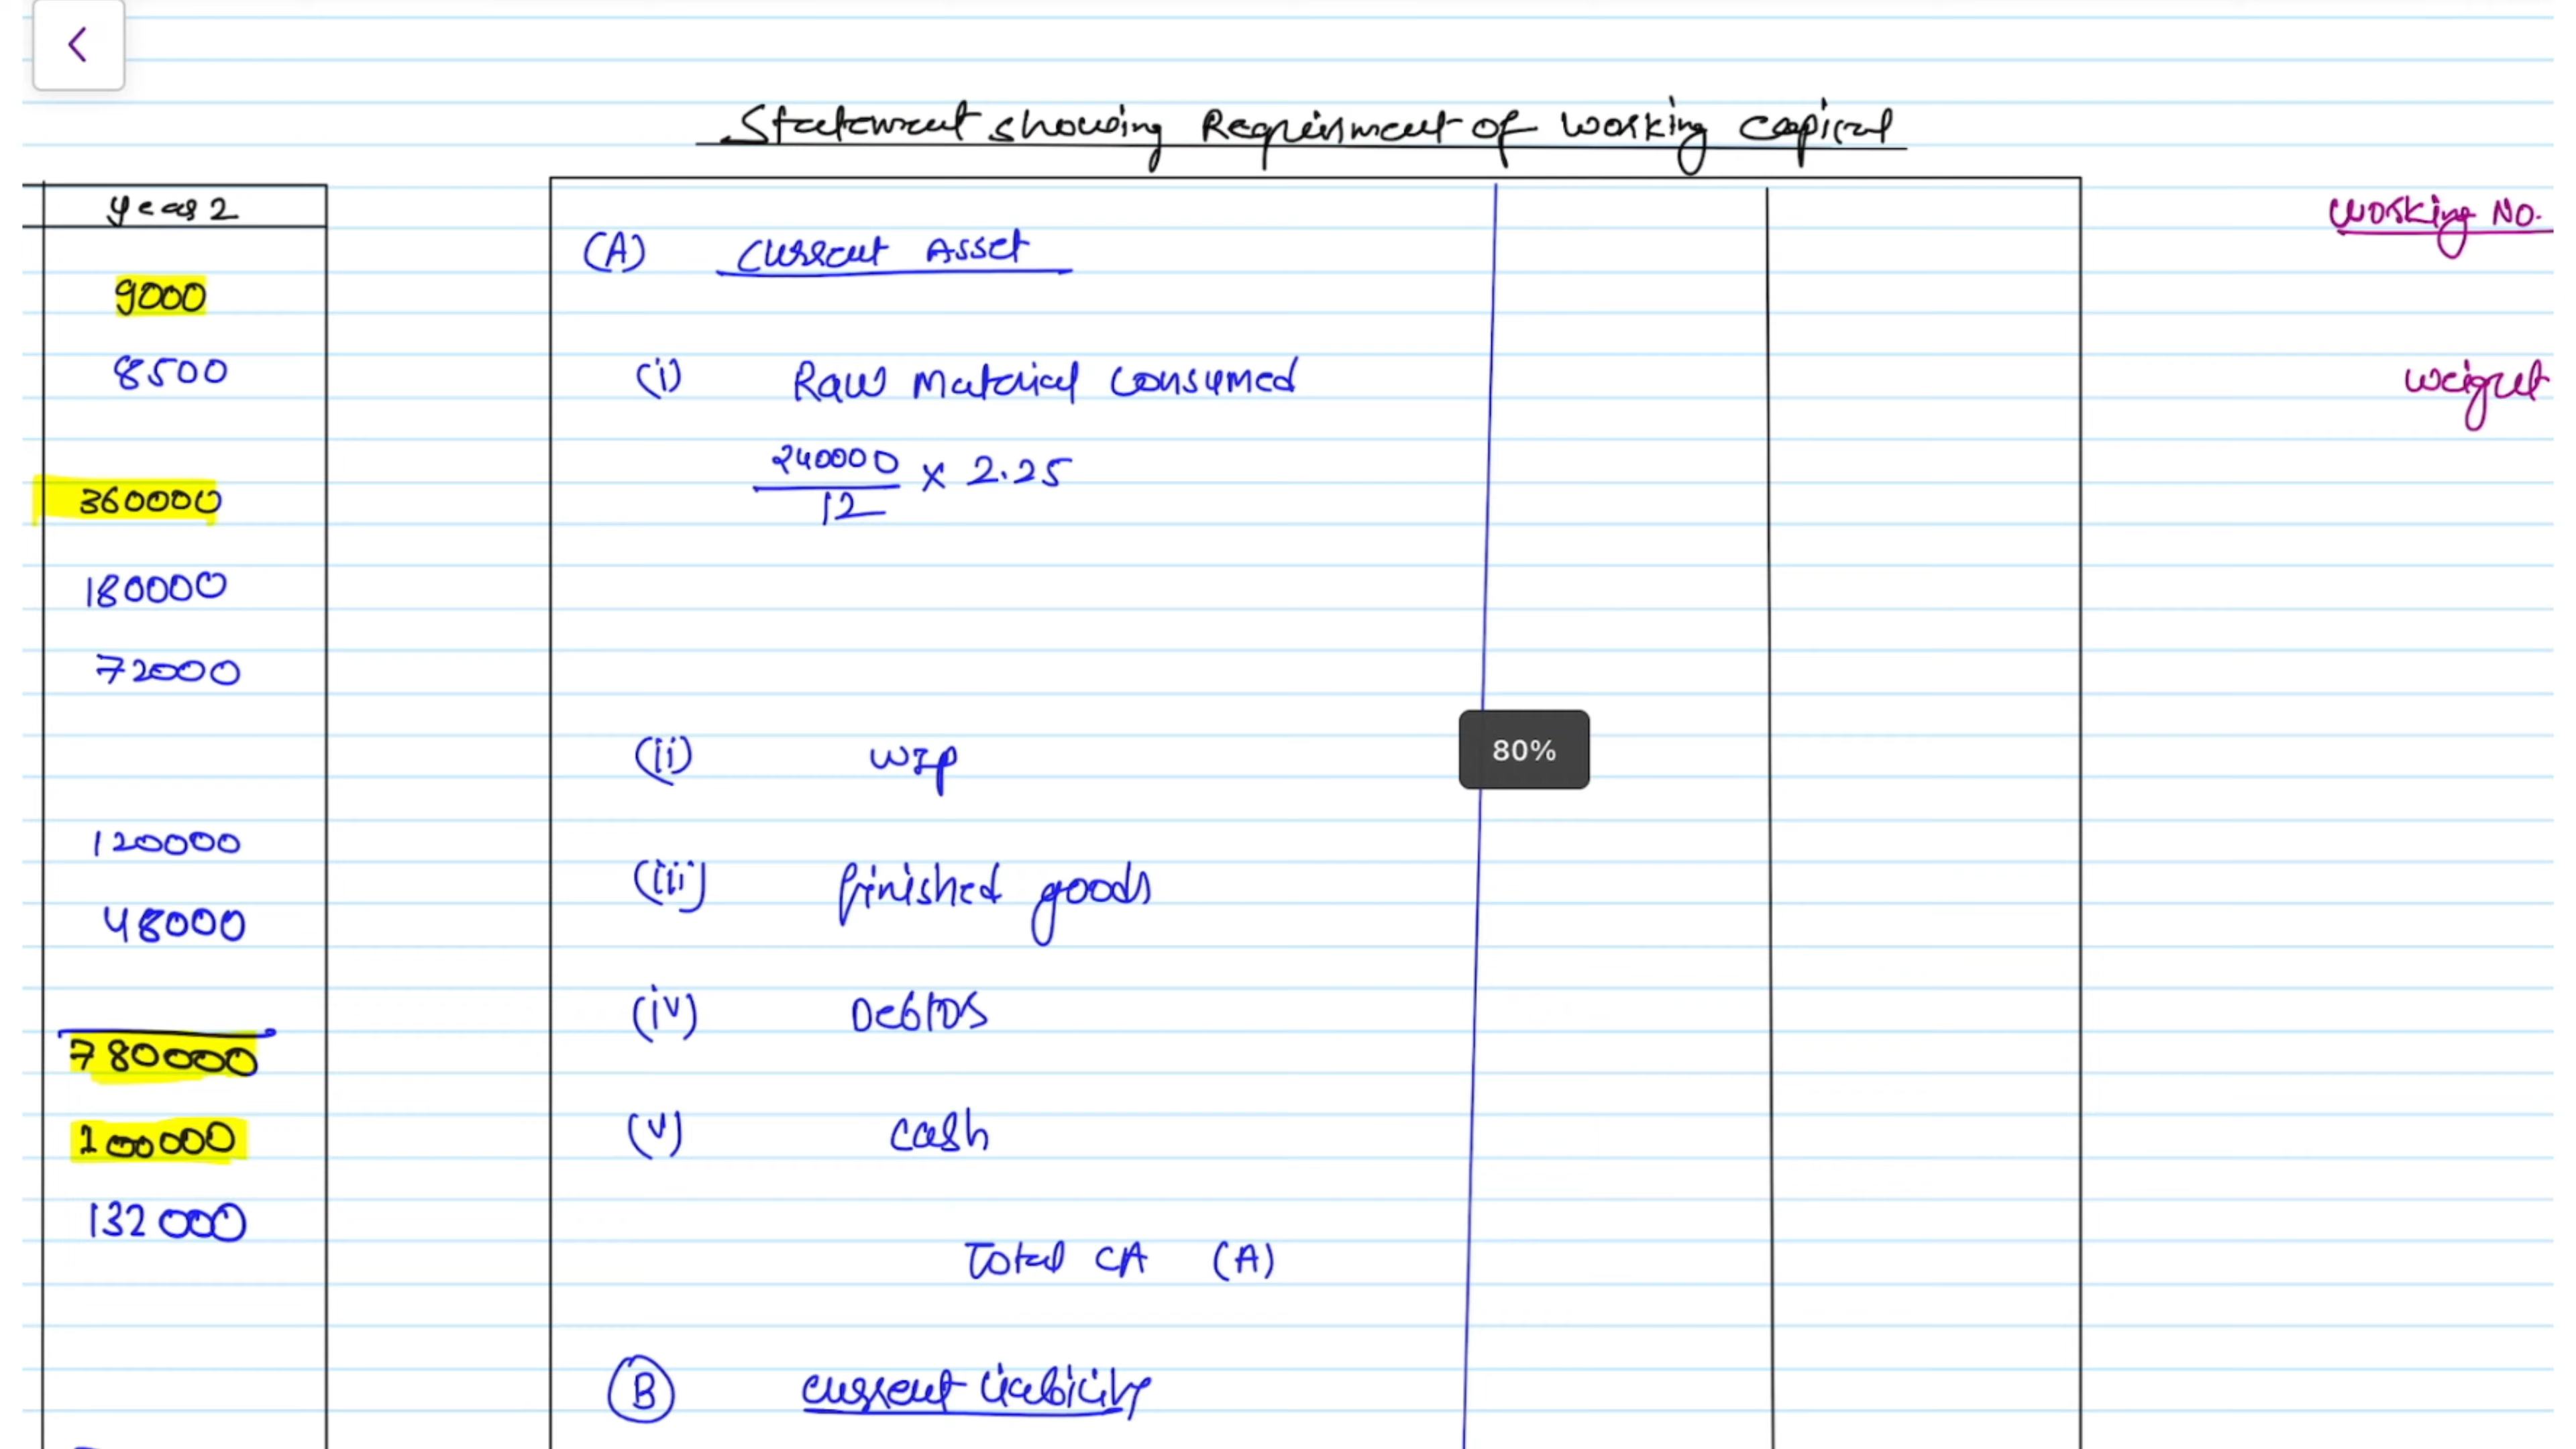 Statement showing Requirment of Working Capital
Year 2
9000
8500
360000
180000
72000
120000
48000
780000
100000
132000
(A) Current Asset
(i) Raw Material Consumed
240000
12
× 2.25
(ii) WIP
(iii) finished goods
(iv) Debtors
(v) cash
Total CA (A)
B current liability
Working No.
weight
80%